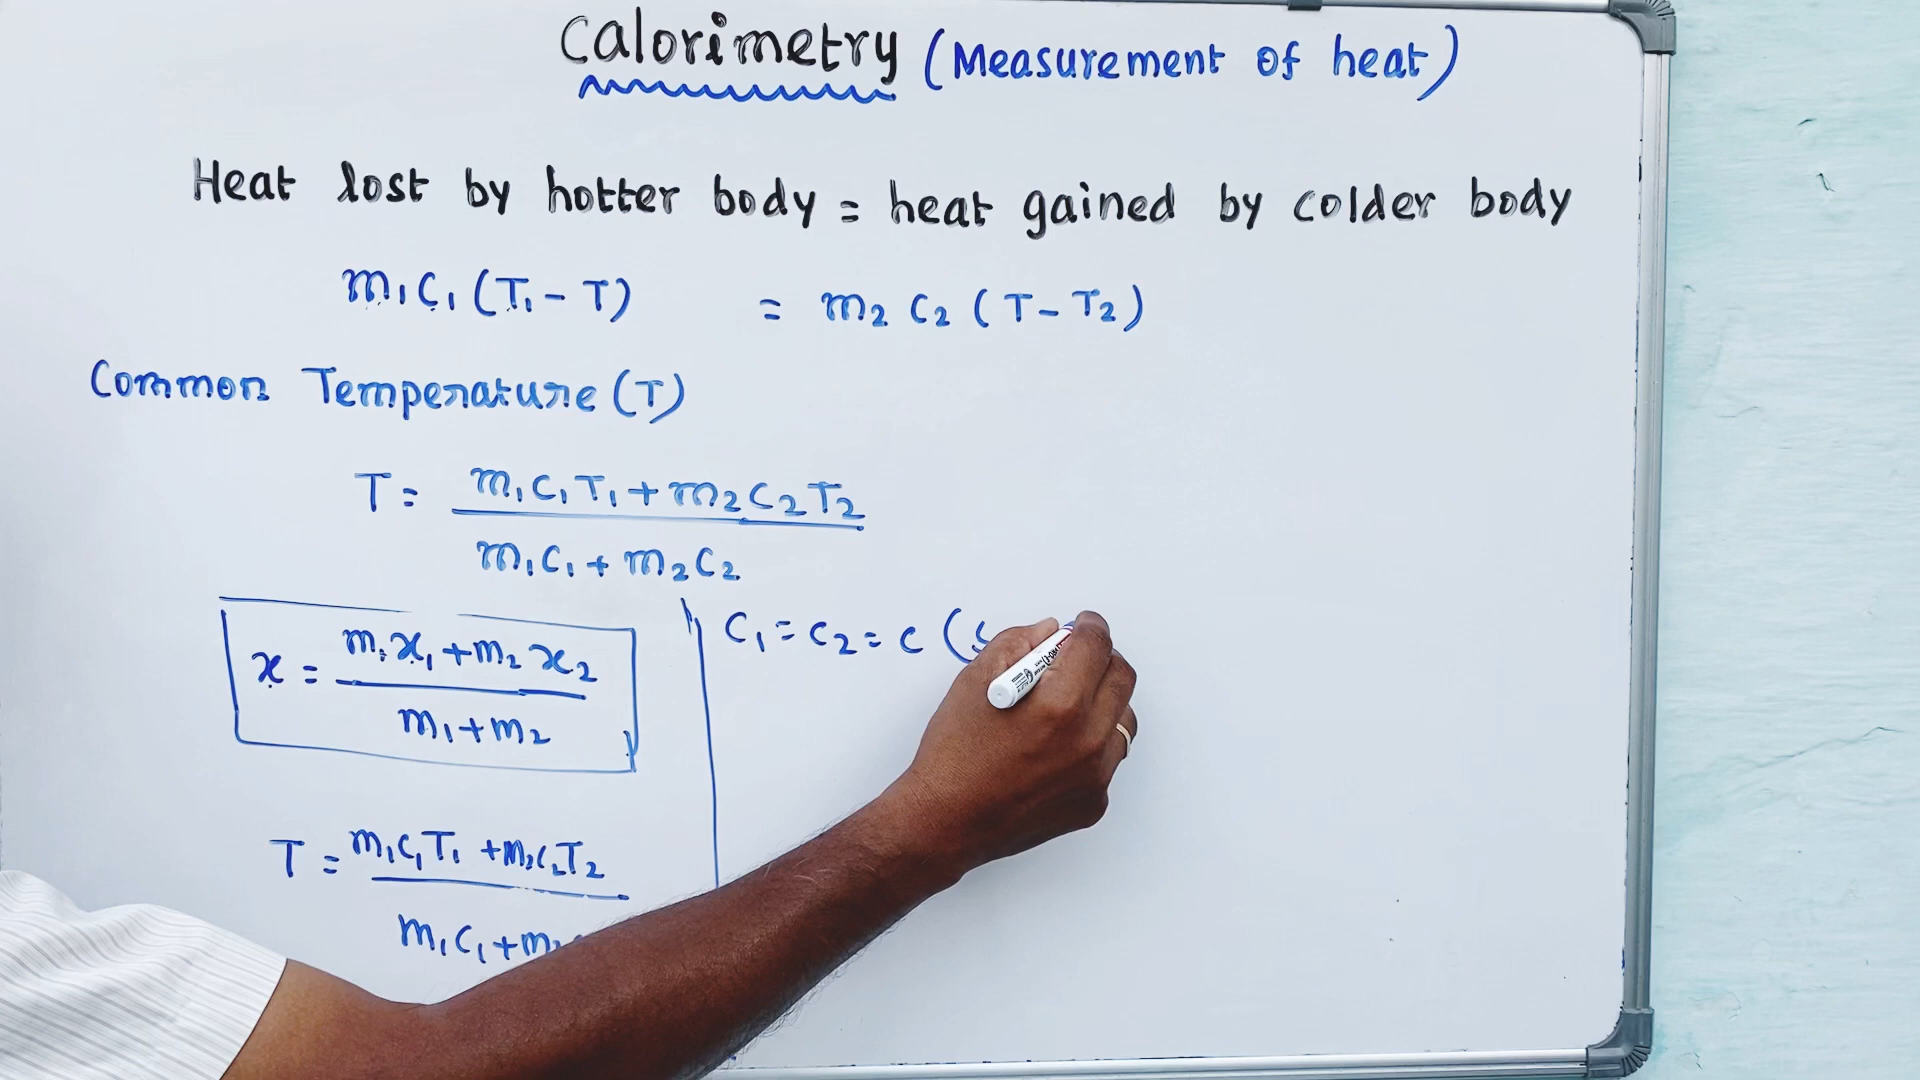 Calorimetry (Measurement of heat)
Heat lost by hotter body = heat gained by colder body
m₁c₁(T₁-T) = m₂c₂(T-T₂)
Common Temperature (T)
T = m₁c₁T₁+m₂c₂T₂
m₁c₁+m₂c₂
x = m₁x₁+m₂x₂
m₁+m₂
T = m₁c₁T₁+m₂c₂T₂
m₁c₁+m₂
c₁=c₂=c (s